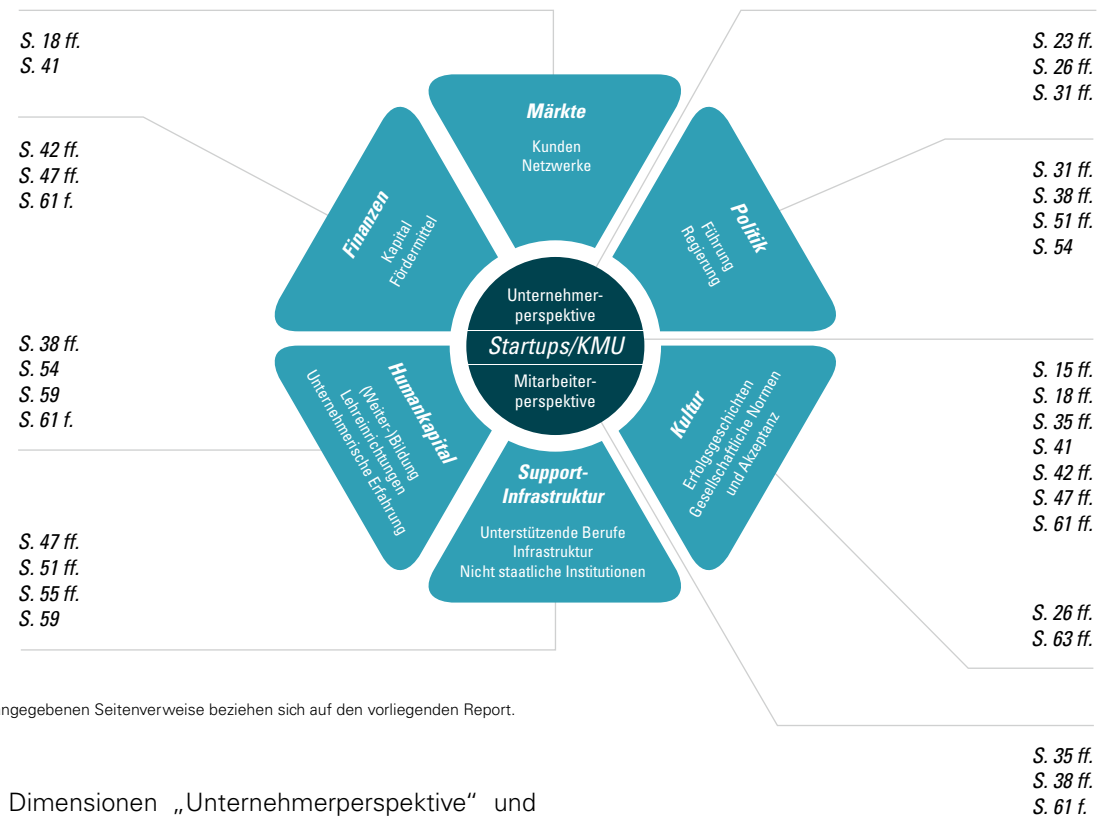 S. 18 ff.
S. 41
S. 42 ff.
S. 47 ff.
S. 61 f.
S. 38 ff.
S. 54
S. 59
S. 61 f.
S. 47 ff.
S. 51 ff.
S. 55 ff.
S. 59
Märkte
Kunden
Netzwerke
Finanzen
Kapital
Fördermittel
Politik
Führung
Regierung
Unternehmer-
perspektive
Startups/KMU
Mitarbeiter-
perspektive
Humankapital
(Weiter-)Bildung
Lehreinrichtungen
Unternehmerische Erfahrung
Kultur
Erfolgsgeschichten
Gesellschaftliche Normen
und Akzeptanz
Support-
Infrastruktur
Unterstützende Berufe
Infrastruktur
Nicht staatliche Institutionen
S. 23 ff.
S. 26 ff.
S. 31 ff.
S. 31 ff.
S. 38 ff.
S. 51 ff.
S. 54
S. 15 ff.
S. 18 ff.
S. 35 ff.
S. 41
S. 42 ff.
S. 47 ff.
S. 61 ff.
S. 26 ff.
S. 63 ff.
S. 35 ff.
S. 38 ff.
S. 61 f.
ngegebenen Seitenverweise beziehen sich auf den vorliegenden Report.
Dimensionen „Unternehmerperspektive" und